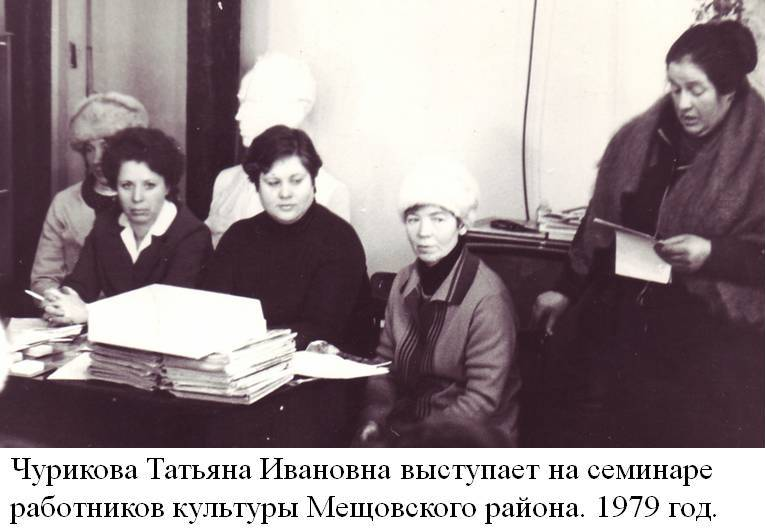 Чурикова Татьяна Ивановна выступает на семинаре
работников культуры Мещовского района. 1979 год.